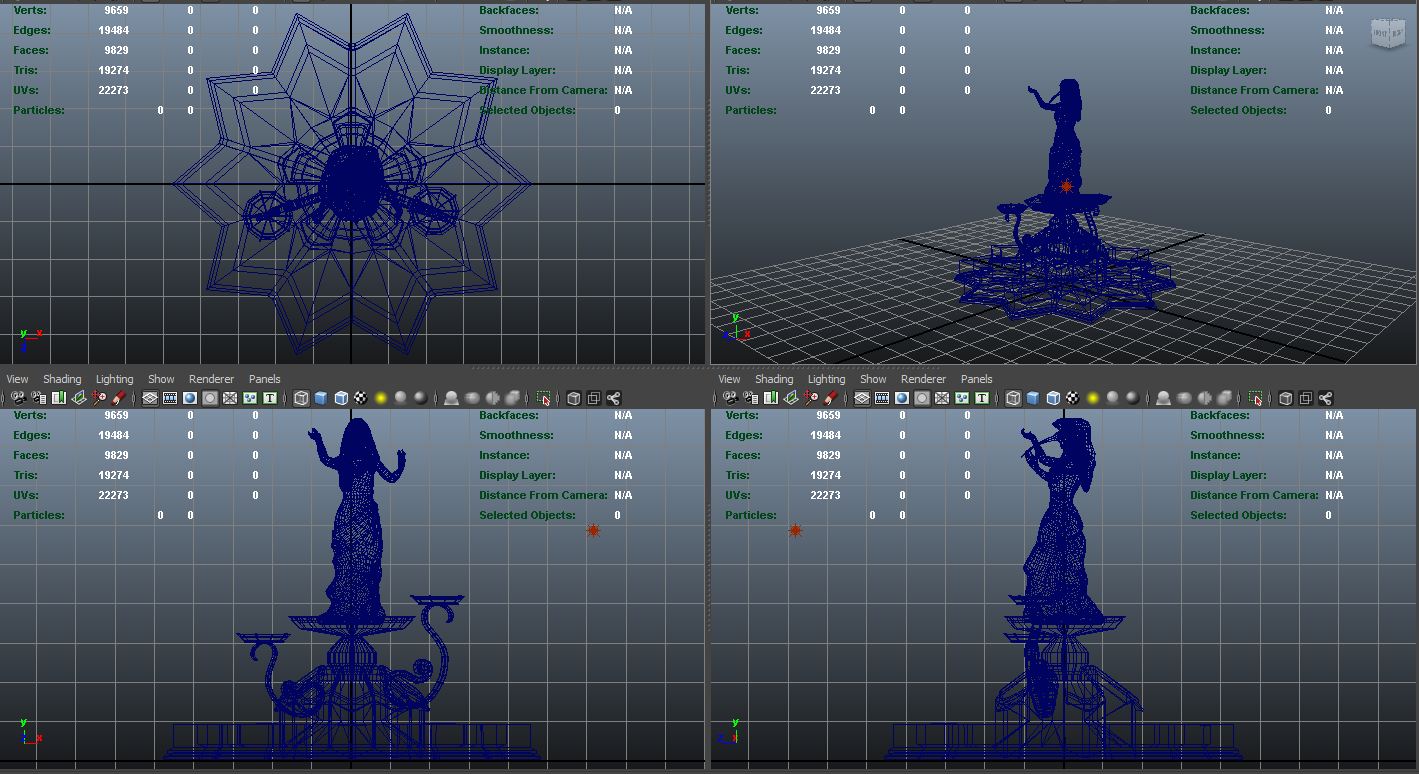 Verts: 9659 0 0 Backfaces: N/A Verts: 9659 0 0 Backfaces: N/A
Edges: 19484 0 0 Smoothness: N/A Edges: 19484 0 0 Smoothness: N/A
Faces: 9829 0 0 Instance: N/A Faces: 9829 0 0 Instance: N/A
Tris: 19274 0 0 Display Layer: N/A Tris: 19274 0 0 Display Layer: N/A
UVs: 22273 0 0 Distance From Camera: N/A UVs: 22273 0 0 Distance From Camera: N/A
Particles: 0 0 Selected Objects: 0 Particles: 0 0 Selected Objects: 0
y x z y x z
View Shading Lighting Show Renderer Panels View Shading Lighting Show Renderer Panels
T T
Verts: 9659 0 0 Backfaces: N/A Verts: 9659 0 0 Backfaces: N/A
Edges: 19484 0 0 Smoothness: N/A Edges: 19484 0 0 Smoothness: N/A
Faces: 9829 0 0 Instance: N/A Faces: 9829 0 0 Instance: N/A
Tris: 19274 0 0 Display Layer: N/A Tris: 19274 0 0 Display Layer: N/A
UVs: 22273 0 0 Distance From Camera: N/A UVs: 22273 0 0 Distance From Camera: N/A
Particles: 0 0 Selected Objects: 0 Particles: 0 0 Selected Objects: 0
y y
z x z x